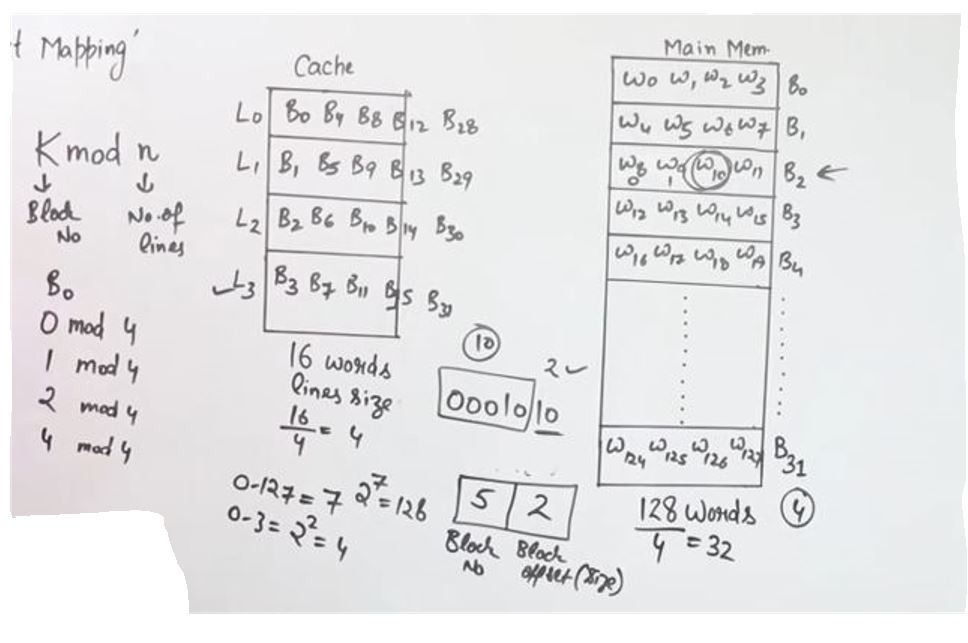 t Mapping'
K mod n
Block No
No. of lines
B0
0 mod 4
1 mod 4
2 mod 4
4 mod 4
Cache
L0 B0 B4 B8 B12 B28
L1 B1 B5 B9 B13 B29
L2 B2 B6 B10 B14 B30
L3 B3 B7 B11 B15 B31
16 words
lines size
16/4 = 4
0-127 = 7 2^7 = 128
0-3 = 2^2 = 4
10
2
0001010
5 2
Block No
Block offset (Size)
Main Mem.
W0 W1 W2 W3 B0
W4 W5 W6 W7 B1
W8 W9 W10 W11 B2
0 1
W12 W13 W14 W15 B3
W16 W17 W18 W19 B4
W124 W125 W126 W127 B31
128 words 4
128/4 = 32